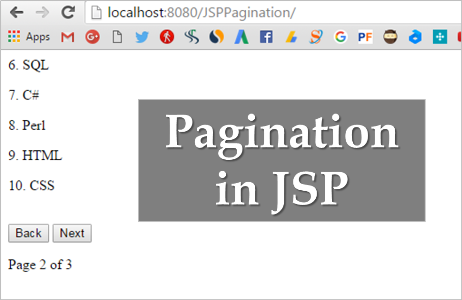 localhost:8080/JSPPagination/
Apps
6. SQL
7. C#
8. Perl
9. HTML
10. CSS
Pagination
in JSP
Back Next
Page 2 of 3